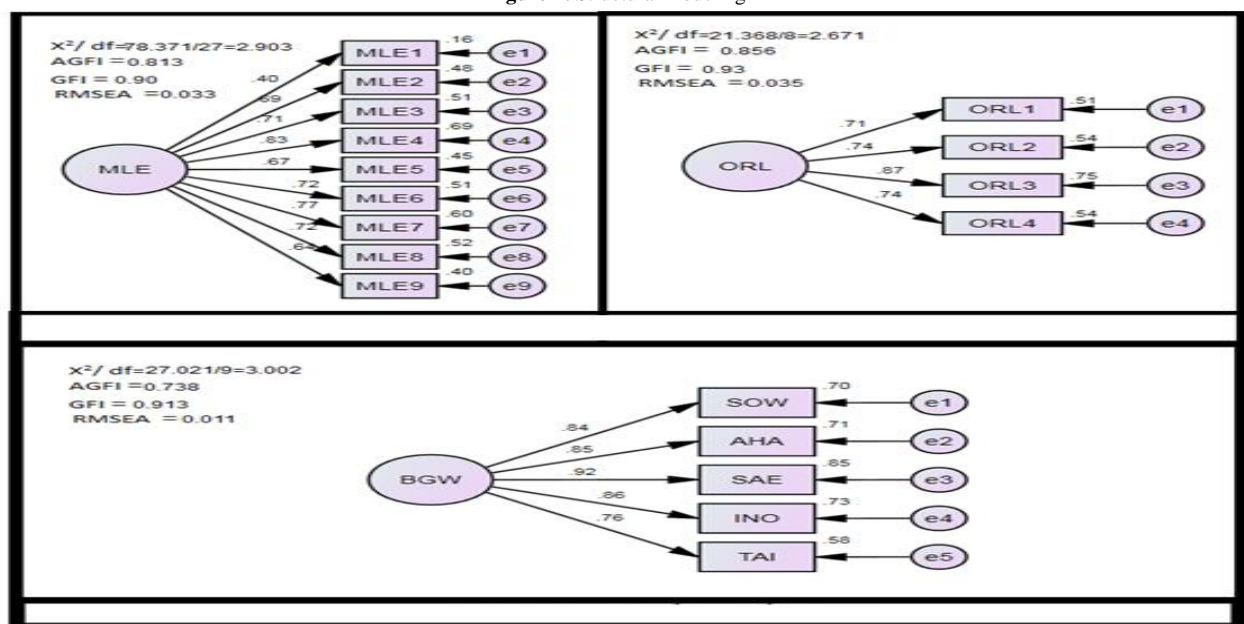 X²/ df=78.371/27=2.903
AGFI =0.813
GFI = 0.90
RMSEA =0.033
MLE
.40
.69
.71
.83
.67
.72
.77
.72
.64
MLE1
MLE2
MLE3
MLE4
MLE5
MLE6
MLE7
MLE8
MLE9
.16
.48
.51
.69
.45
.51
.60
.52
.40
e1
e2
e3
e4
e5
e6
e7
e8
e9
X²/ df=21.368/8=2.671
AGFI = 0.856
GFI = 0.93
RMSEA =0.035
ORL
.71
.74
.87
.74
ORL1
ORL2
ORL3
ORL4
.51
.54
.75
.54
e1
e2
e3
e4
X²/ df=27.021/9=3.002
AGFI =0.738
GFI = 0.913
RMSEA = 0.011
BGW
.84
.85
.92
.86
.76
SOW
AHA
SAE
INO
TAI
.70
.71
.85
.73
.58
e1
e2
e3
e4
e5